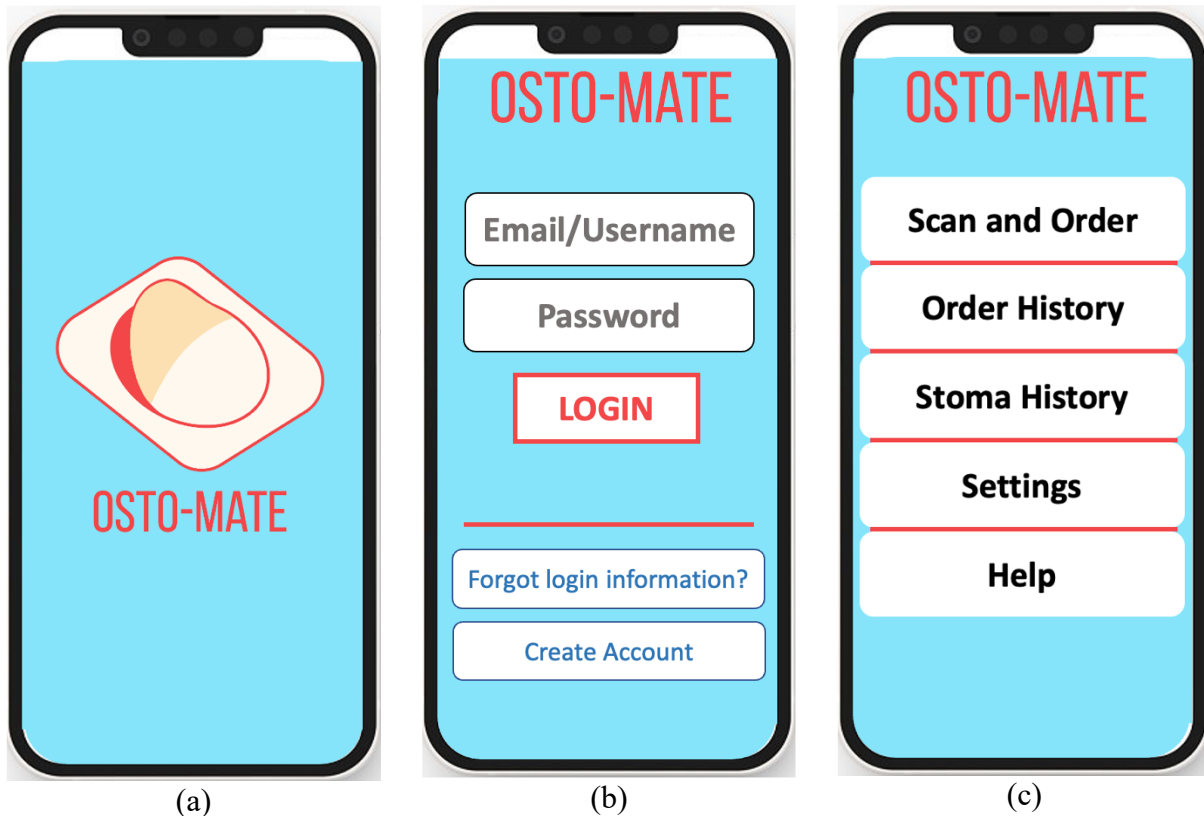 OSTO-MATE
(a)
OSTO-MATE
Email/Username
Password
LOGIN
Forgot login information?
Create Account
(b)
OSTO-MATE
Scan and Order
Order History
Stoma History
Settings
Help
(c)